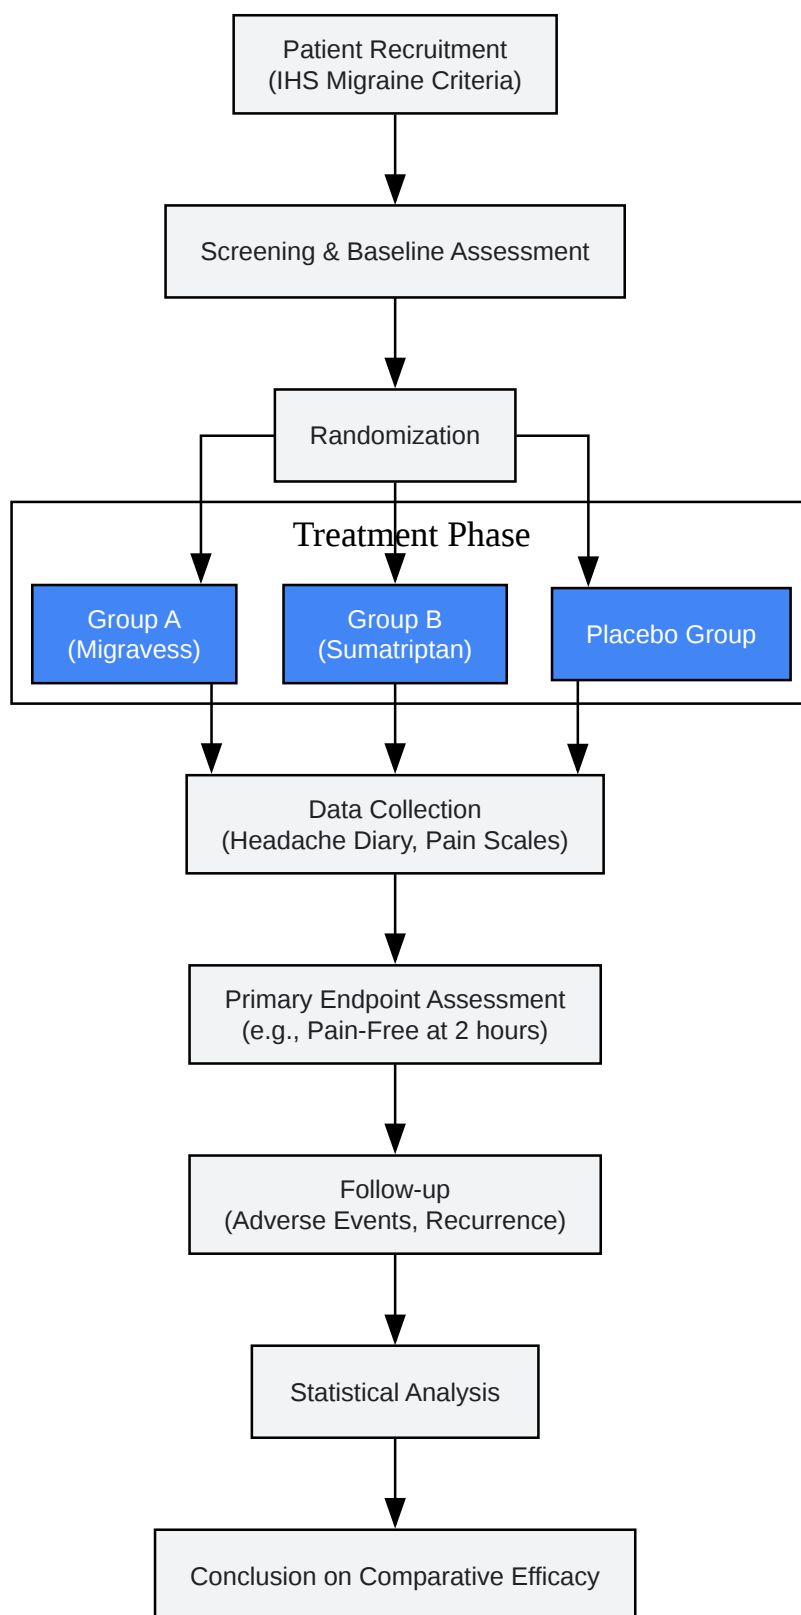 Patient Recruitment
(IHS Migraine Criteria)
Screening & Baseline Assessment
Randomization
Treatment Phase
Group A
(Migravess)
Group B
(Sumatriptan)
Placebo Group
Data Collection
(Headache Diary, Pain Scales)
Primary Endpoint Assessment
(e.g., Pain-Free at 2 hours)
Follow-up
(Adverse Events, Recurrence)
Statistical Analysis
Conclusion on Comparative Efficacy